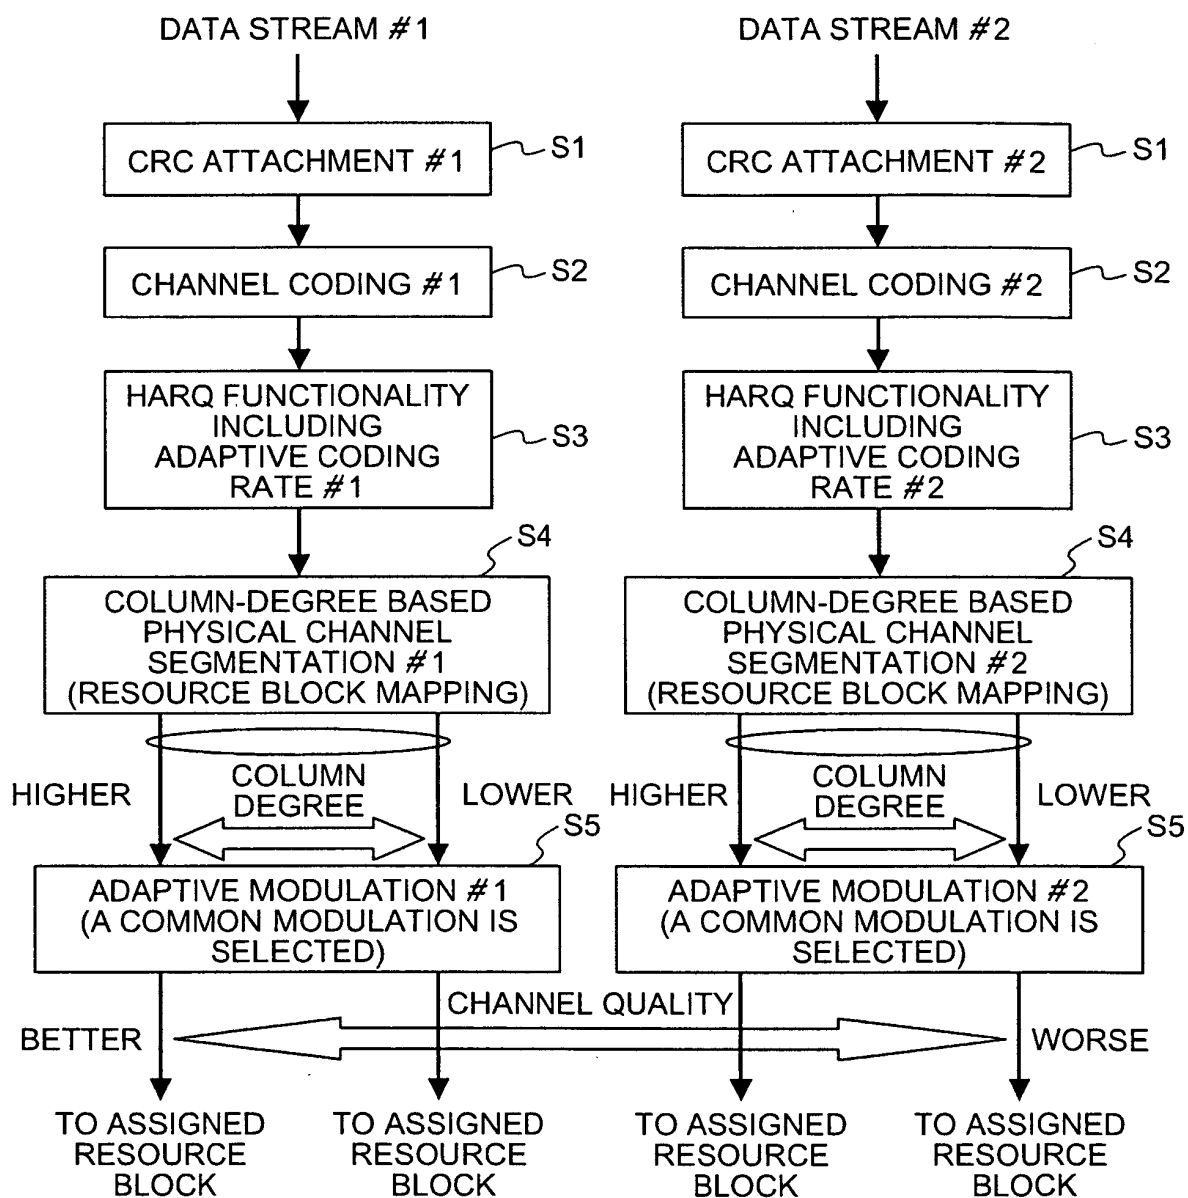 DATA STREAM #1
DATA STREAM #2
CRC ATTACHMENT #1
S1
CRC ATTACHMENT #2
S1
CHANNEL CODING #1
S2
CHANNEL CODING #2
S2
HARQ FUNCTIONALITY
INCLUDING
ADAPTIVE CODING
RATE #1
S3
HARQ FUNCTIONALITY
INCLUDING
ADAPTIVE CODING
RATE #2
S3
S4
COLUMN-DEGREE BASED
PHYSICAL CHANNEL
SEGMENTATION #1
(RESOURCE BLOCK MAPPING)
S4
COLUMN-DEGREE BASED
PHYSICAL CHANNEL
SEGMENTATION #2
(RESOURCE BLOCK MAPPING)
HIGHER
COLUMN
DEGREE
LOWER
HIGHER
COLUMN
DEGREE
LOWER
S5
ADAPTIVE MODULATION #1
(A COMMON MODULATION IS
SELECTED)
S5
ADAPTIVE MODULATION #2
(A COMMON MODULATION IS
SELECTED)
CHANNEL QUALITY
BETTER
WORSE
TO ASSIGNED
RESOURCE
BLOCK
TO ASSIGNED
RESOURCE
BLOCK
TO ASSIGNED
RESOURCE
BLOCK
TO ASSIGNED
RESOURCE
BLOCK